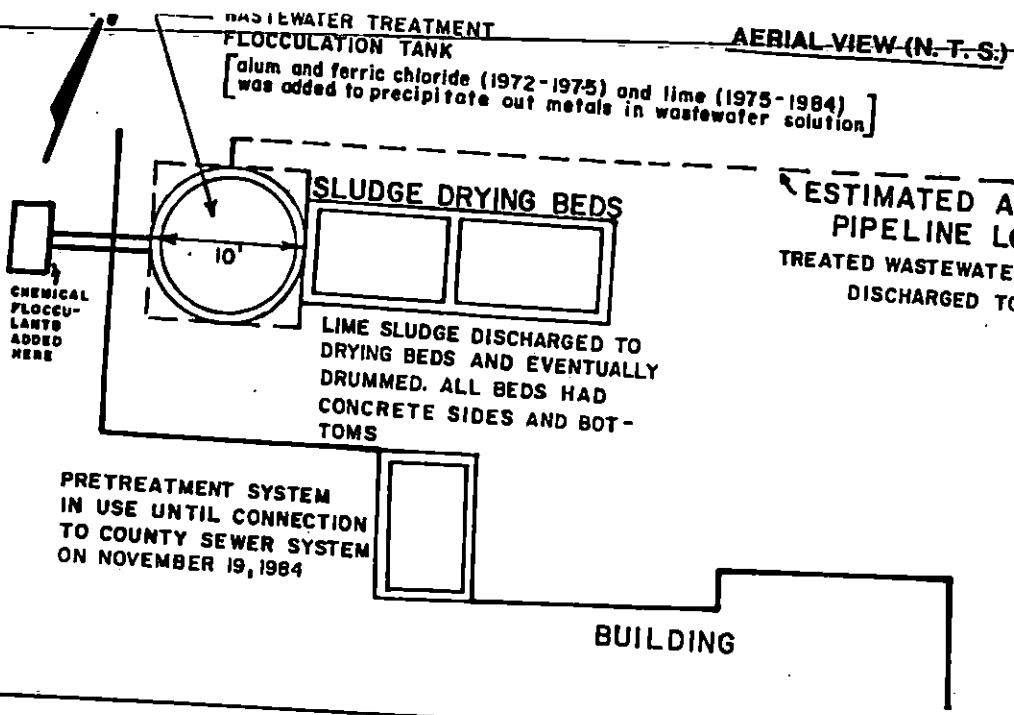 WASTEWATER TREATMENT
FLOCCULATION TANK
[alum and ferric chloride (1972-1975) and lime (1975-1984)
was added to precipitate out metals in wastewater solution]
AERIAL VIEW (N. T. S.)
SLUDGE DRYING BEDS
10'
CHEMICAL
FLOCCU-
LANTS
ADDED
HERE
ESTIMATED A
PIPELINE LO
TREATED WASTEWATE
DISCHARGED TO
LIME SLUDGE DISCHARGED TO
DRYING BEDS AND EVENTUALLY
DRUMMED. ALL BEDS HAD
CONCRETE SIDES AND BOT-
TOMS
PRETREATMENT SYSTEM
IN USE UNTIL CONNECTION
TO COUNTY SEWER SYSTEM
ON NOVEMBER 19, 1984
BUILDING